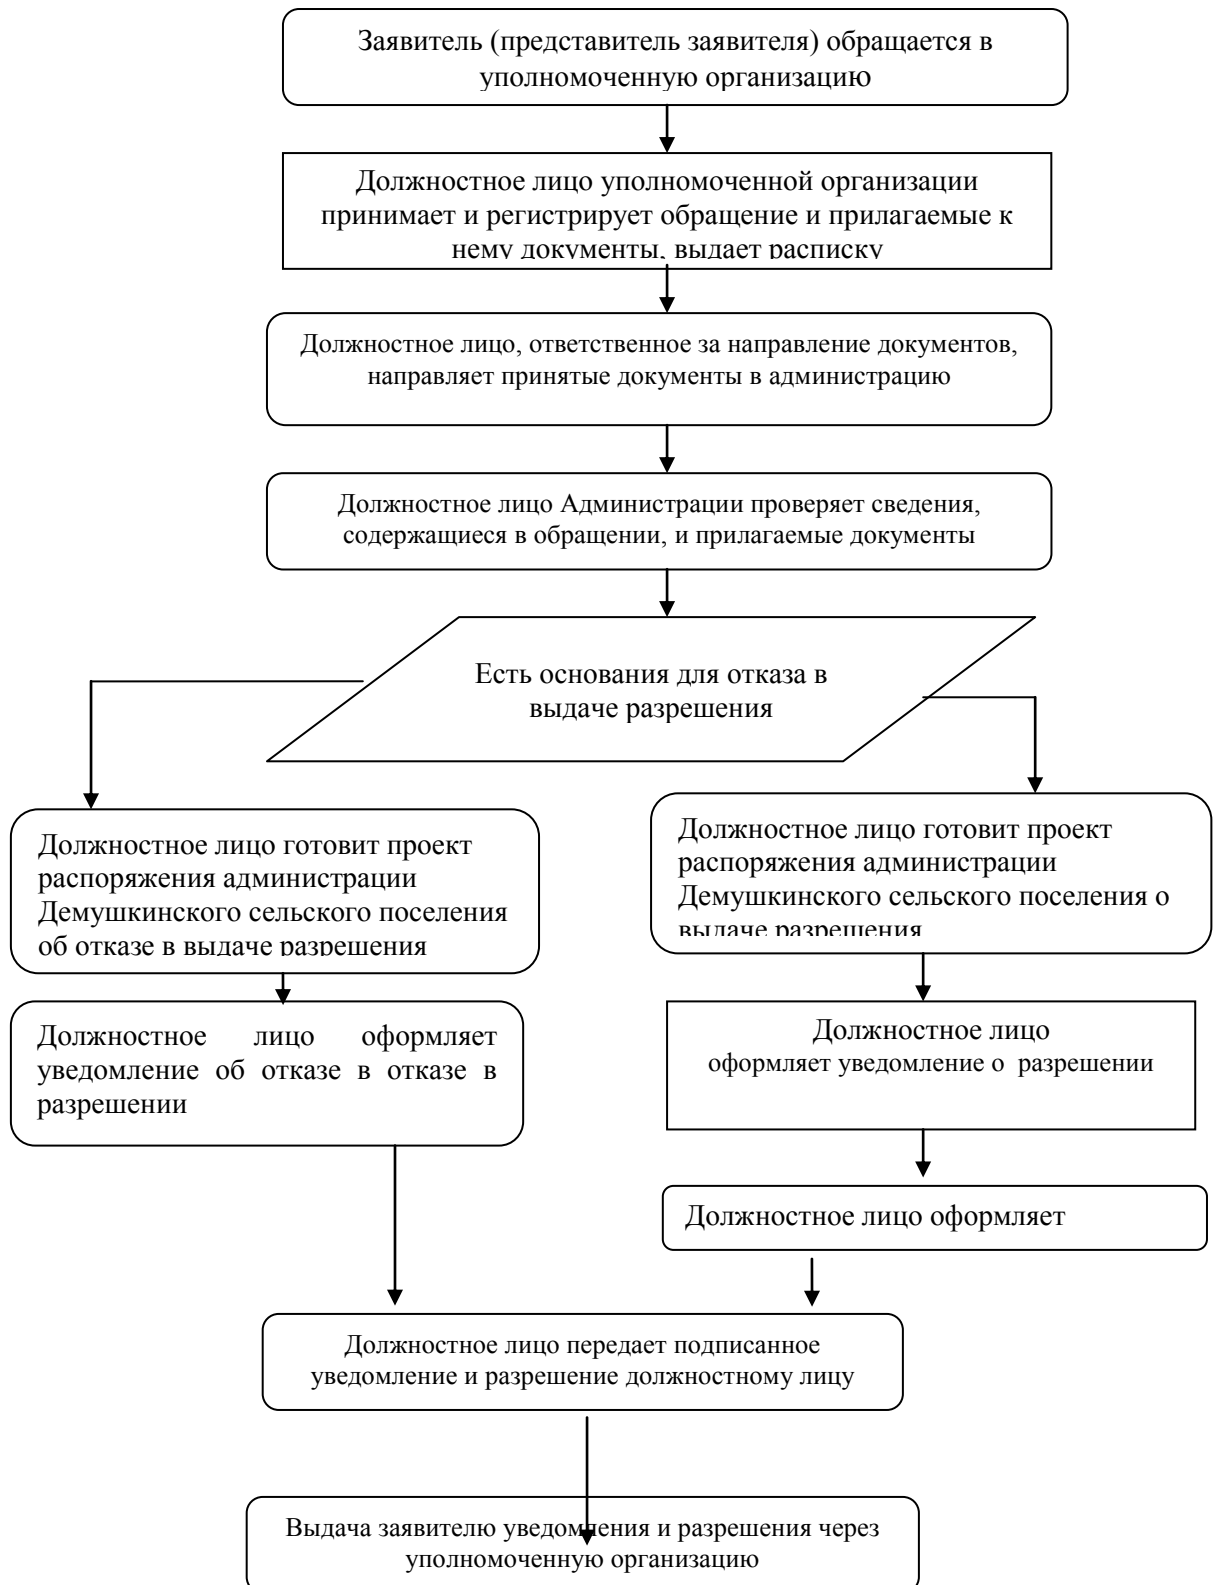 Заявитель (представитель заявителя) обращается в
уполномоченную организацию
Должностное лицо уполномоченной организации
принимает и регистрирует обращение и прилагаемые к
нему документы, выдает расписку
Должностное лицо, ответственное за направление документов,
направляет принятые документы в администрацию
Должностное лицо Администрации проверяет сведения,
содержащиеся в обращении, и прилагаемые документы
Есть основания для отказа в
выдаче разрешения
Должностное лицо готовит проект
распоряжения администрации
Демушкинского сельского поселения
об отказе в выдаче разрешения
Должностное лицо готовит проект
распоряжения администрации
Демушкинского сельского поселения о
выдаче разрешения
Должностное лицо оформляет
уведомление об отказе в отказе в
разрешении
Должностное лицо
оформляет уведомление о разрешении
Должностное лицо оформляет
Должностное лицо передает подписанное
уведомление и разрешение должностному лицу
Выдача заявителю уведомления и разрешения через
уполномоченную организацию